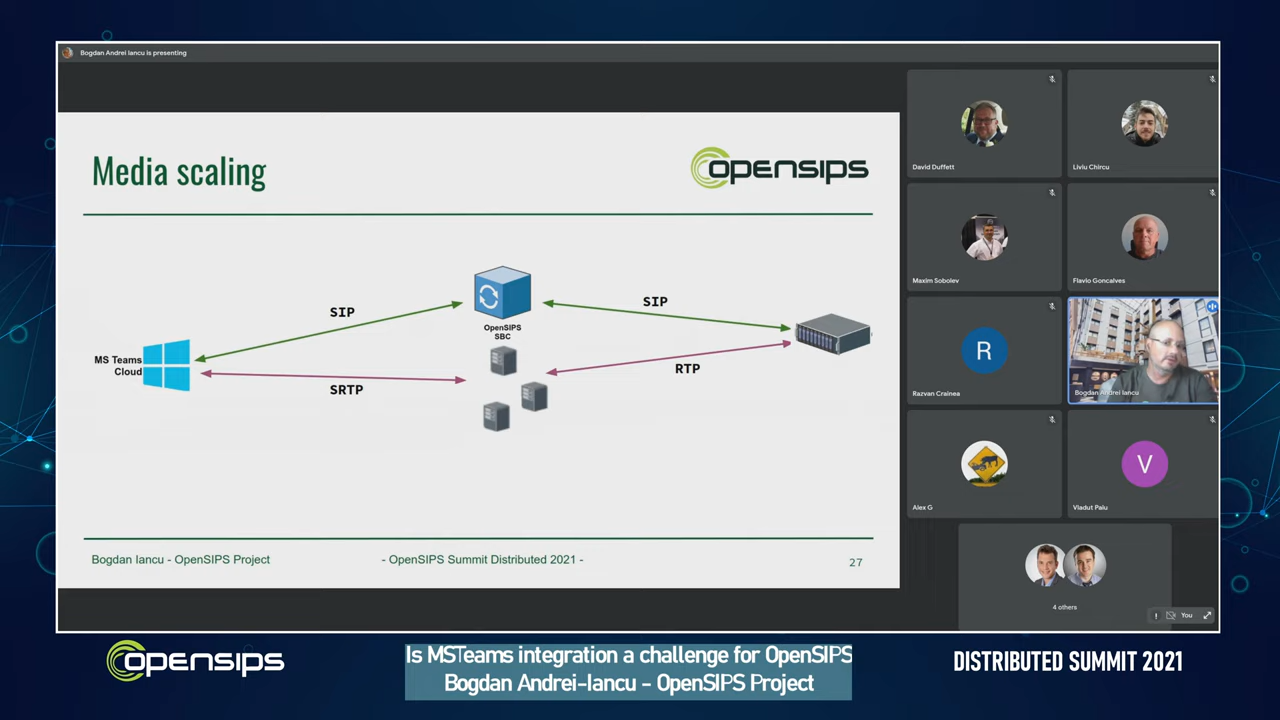 Bogdan Andrei Iancu is presenting
Media scaling
OPENSIPS
SIP
SIP
OpenSIPS
SBC
MS Teams
Cloud
SRTP
RTP
Bogdan Iancu - OpenSIPS Project
- OpenSIPS Summit Distributed 2021 -
27
David Duffett
Liviu Chircu
Maxim Sobolev
Flavio Goncalves
R
Razvan Crainea
Bogdan Andrei Iancu
Alex G
V
Vladut Paiu
4 others
You
OPENSIPS
Is MSTeams integration a challenge for OpenSIPS
Bogdan Andrei-Iancu - OpenSIPS Project
DISTRIBUTED SUMMIT 2021